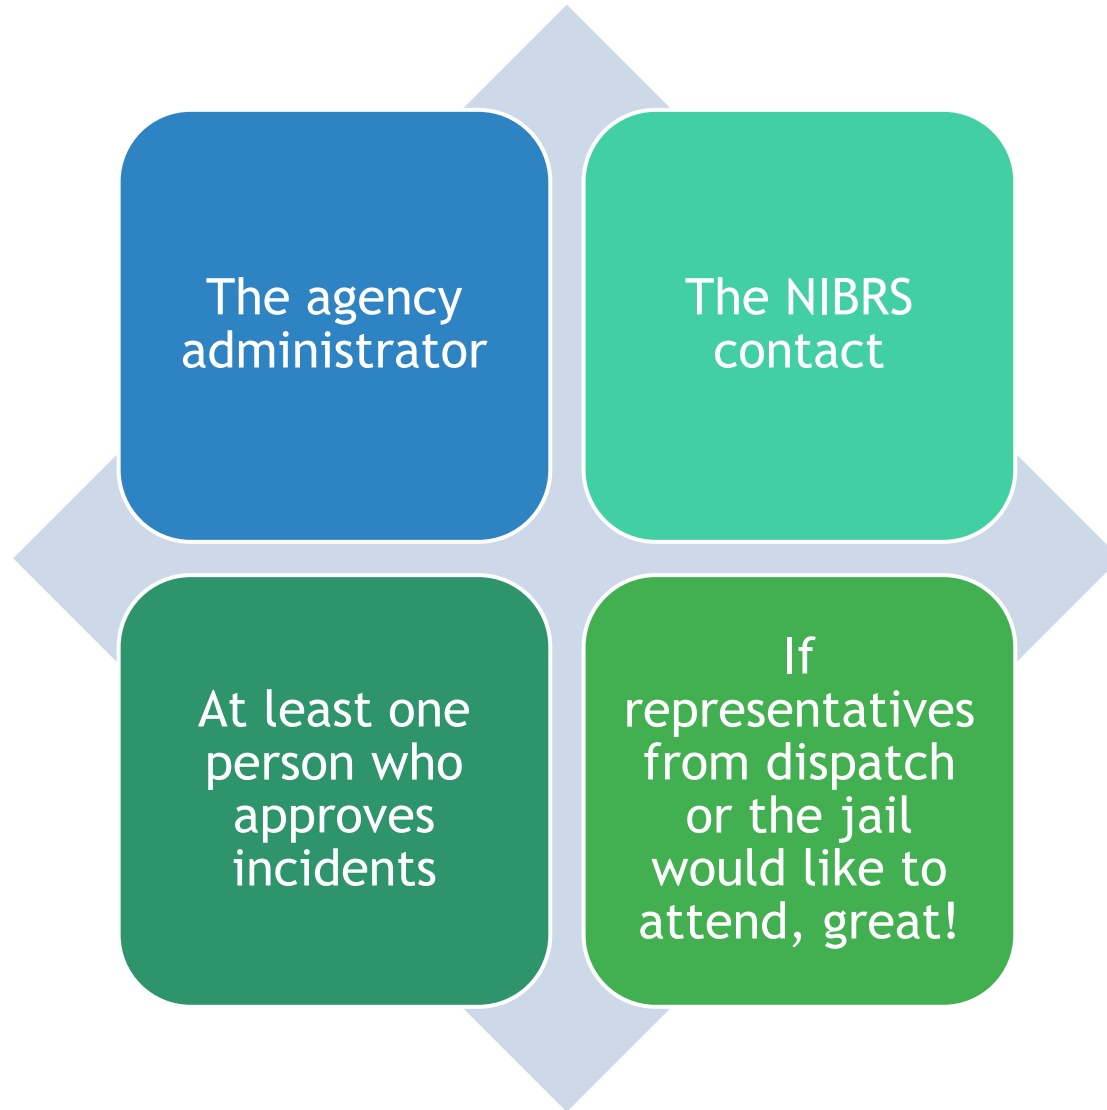 The agency
administrator
The NIBRS
contact
At least one
person who
approves
incidents
If
representatives
from dispatch
or the jail
would like to
attend, great!